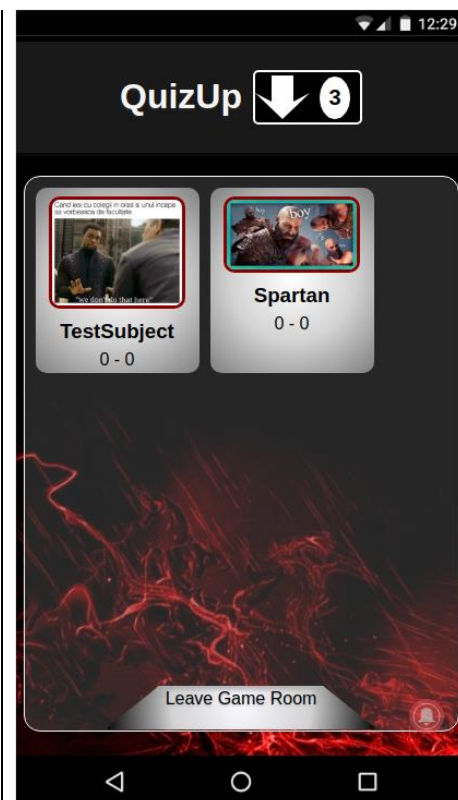 12:29
QuizUp 3
Cand iesi cu colegii in oras si unul incepe
sa vorbeasca de facultate
"we don't do that here"
TestSubject
0 - 0
boy
Spartan
0 - 0
Leave Game Room